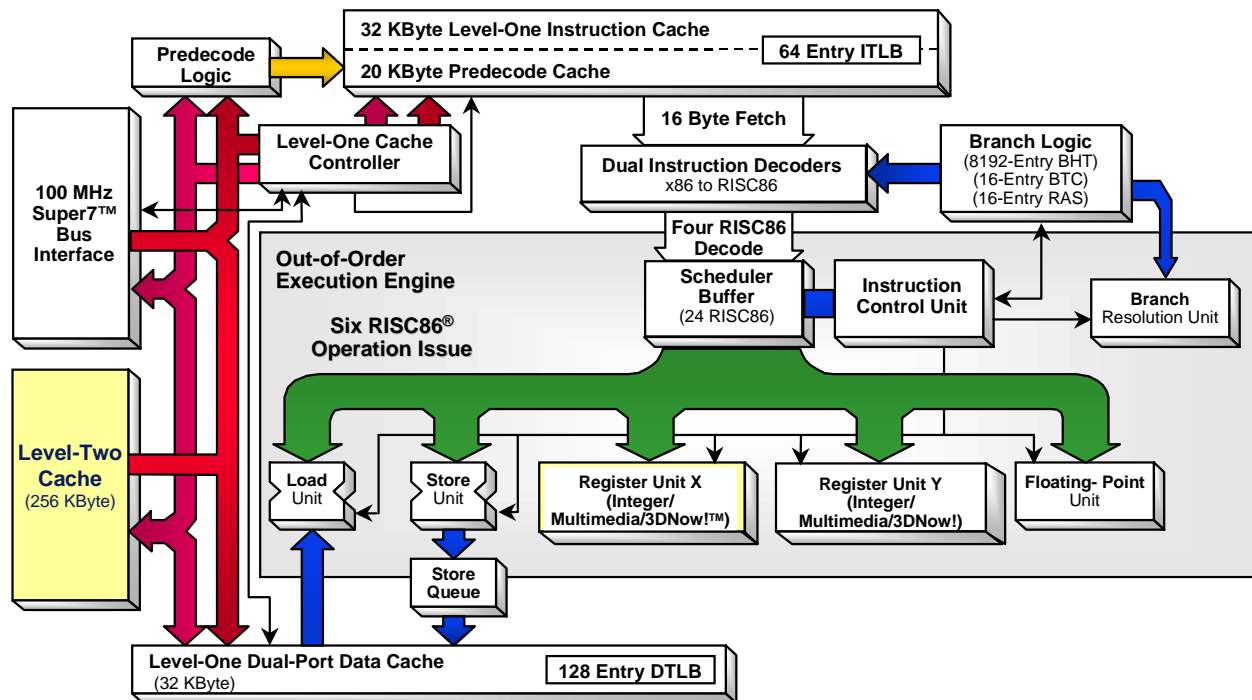 32 KByte Level-One Instruction Cache
64 Entry ITLB
20 KByte Predecode Cache
Predecode
Logic
16 Byte Fetch
Level-One Cache
Controller
Dual Instruction Decoders
x86 to RISC86
Branch Logic
(8192-Entry BHT)
(16-Entry BTC)
(16-Entry RAS)
100 MHz
Super7™
Bus
Interface
Four RISC86
Decode
Out-of-Order
Execution Engine
Scheduler
Buffer
(24 RISC86)
Instruction
Control Unit
Branch
Resolution Unit
Six RISC86®
Operation Issue
Level-Two
Cache
(256 KByte)
Load
Unit
Store
Unit
Register Unit X
(Integer/
Multimedia/3DNow!™)
Register Unit Y
(Integer/
Multimedia/3DNow!)
Floating- Point
Unit
Store
Queue
Level-One Dual-Port Data Cache
(32 KByte)
128 Entry DTLB